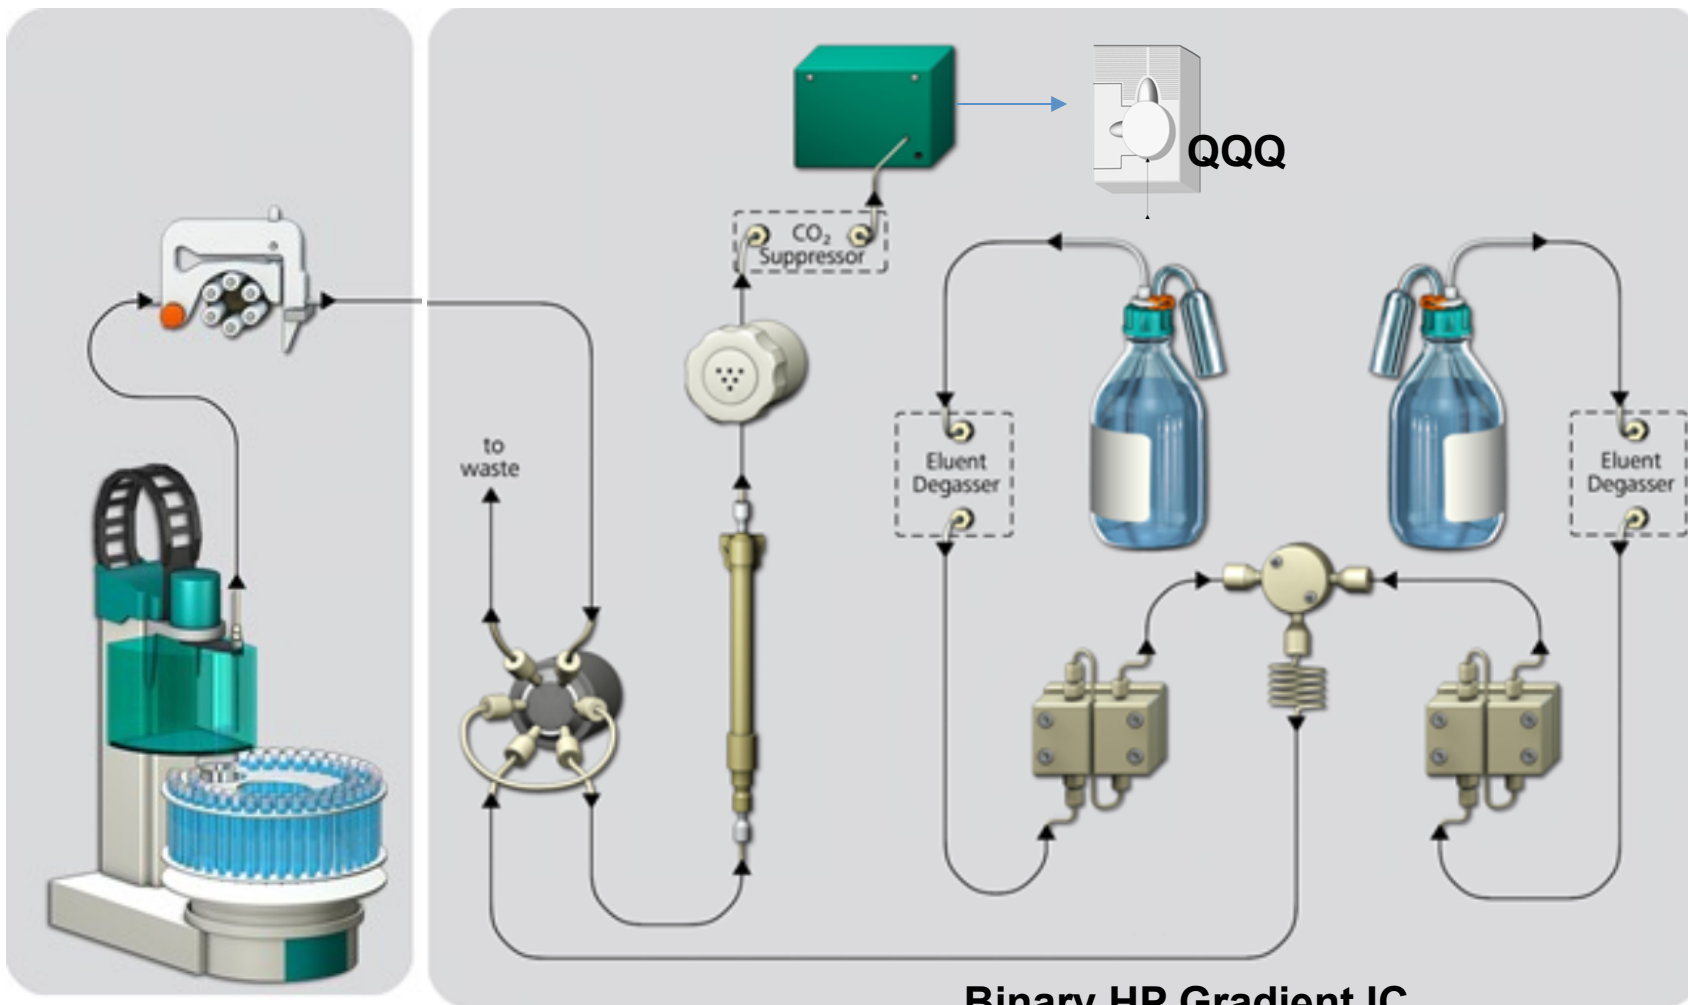 QQQ
CO₂
Suppressor
to
waste
Eluent
Degasser
Eluent
Degasser
Binary HP Gradient IC